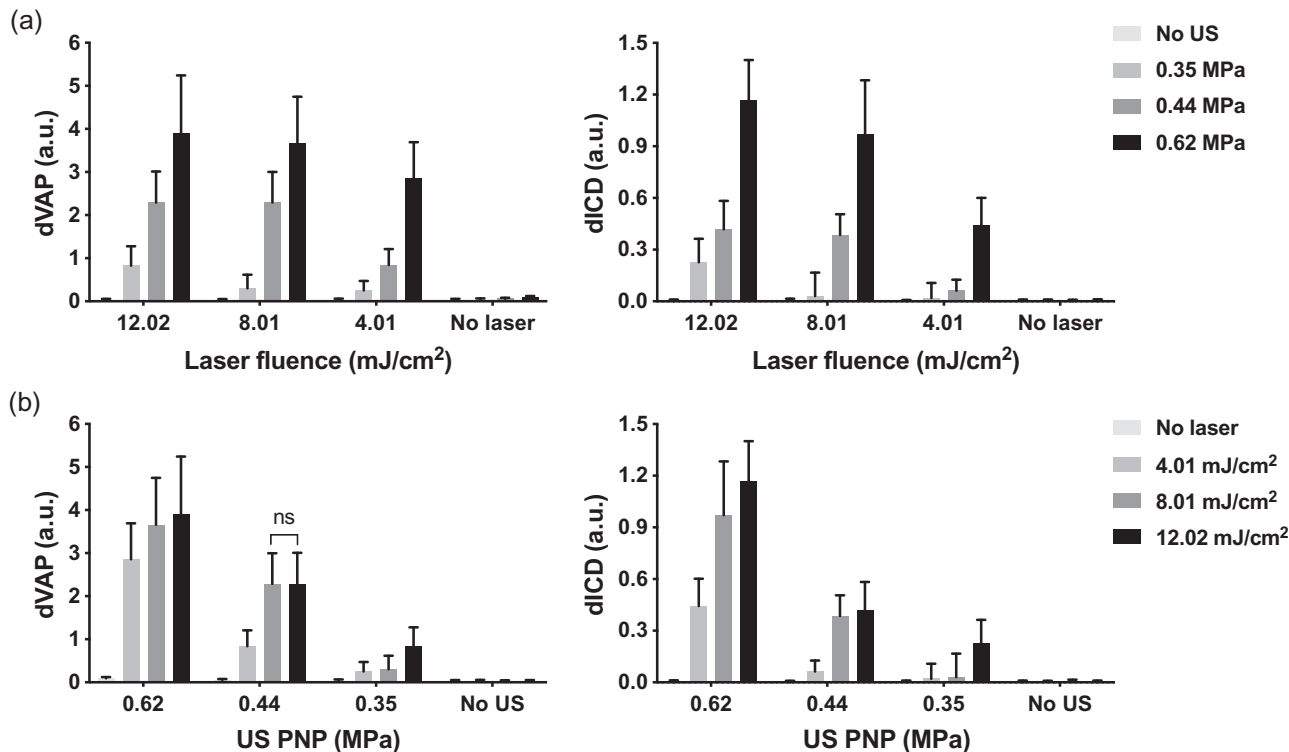 (a)
6
5
4
3
2
1
0
dVAP (a.u.)
12.02 8.01 4.01 No laser
Laser fluence (mJ/cm²)
1.5
1.2
0.9
0.6
0.3
0.0
dICD (a.u.)
12.02 8.01 4.01 No laser
Laser fluence (mJ/cm²)
No US
0.35 MPa
0.44 MPa
0.62 MPa
(b)
6
5
4
3
2
1
0
dVAP (a.u.)
ns
0.62 0.44 0.35 No US
US PNP (MPa)
1.5
1.2
0.9
0.6
0.3
0.0
dICD (a.u.)
0.62 0.44 0.35 No US
US PNP (MPa)
No laser
4.01 mJ/cm²
8.01 mJ/cm²
12.02 mJ/cm²